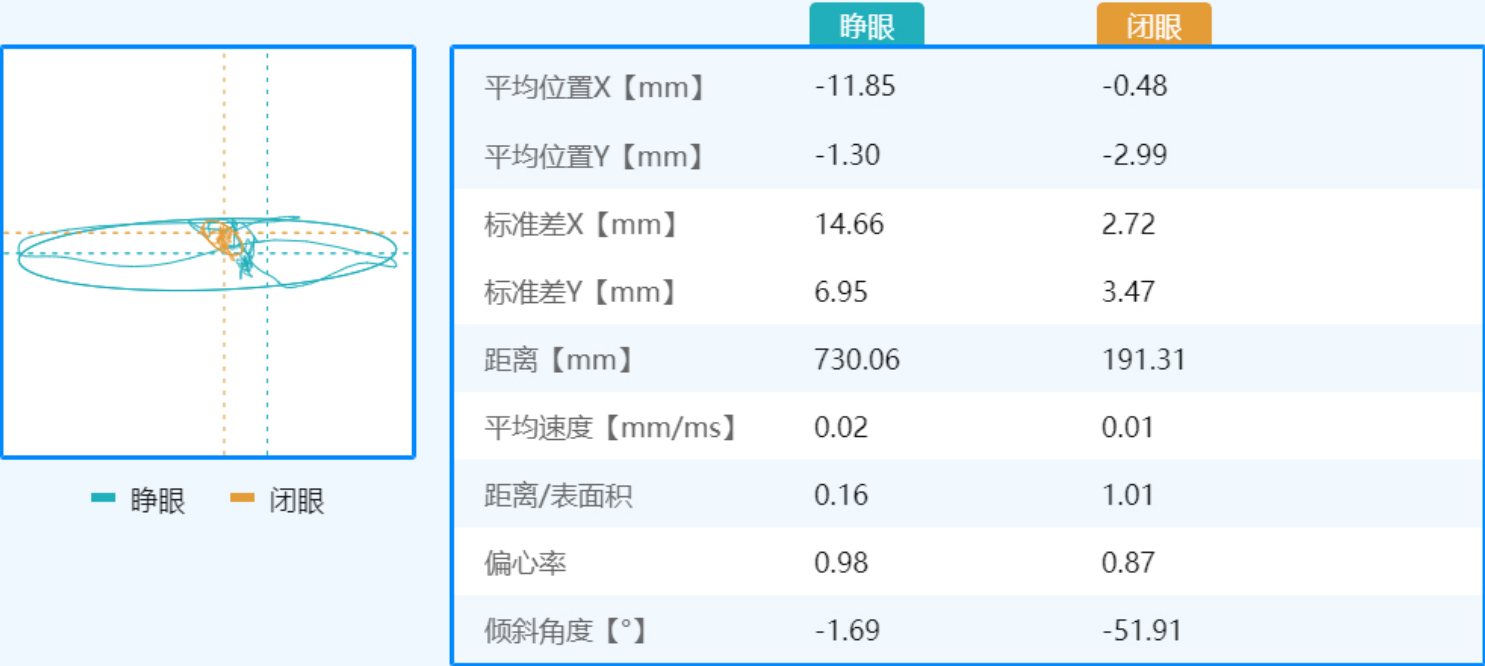 睁眼 闭眼
平均位置X【mm】 -11.85 -0.48
平均位置Y【mm】 -1.30 -2.99
标准差X【mm】 14.66 2.72
标准差Y【mm】 6.95 3.47
距离【mm】 730.06 191.31
平均速度【mm/ms】 0.02 0.01
距离/表面积 0.16 1.01
偏心率 0.98 0.87
倾斜角度【°】 -1.69 -51.91
睁眼 闭眼